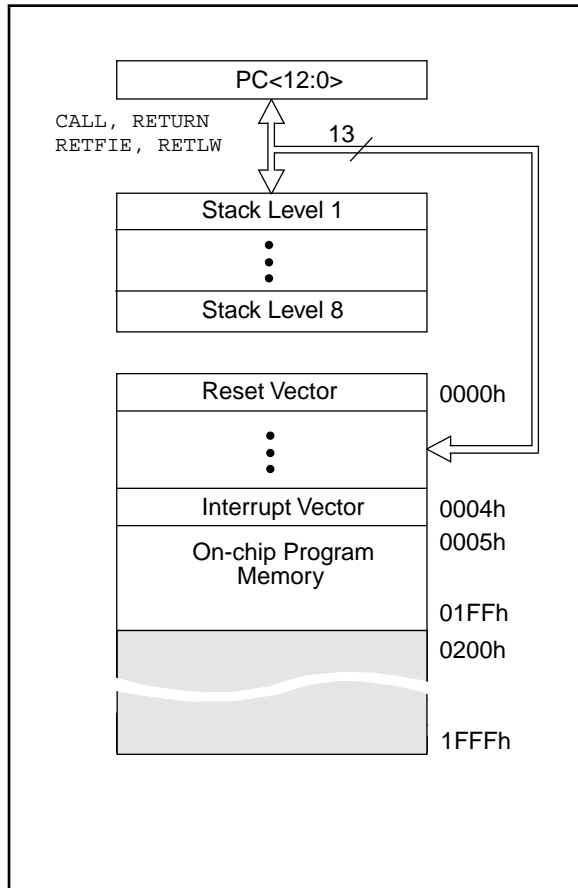 PC<12:0>
CALL, RETURN
RETFIE, RETLW
13
Stack Level 1
Stack Level 8
Reset Vector
0000h
Interrupt Vector
0004h
0005h
On-chip Program
Memory
01FFh
0200h
1FFFh